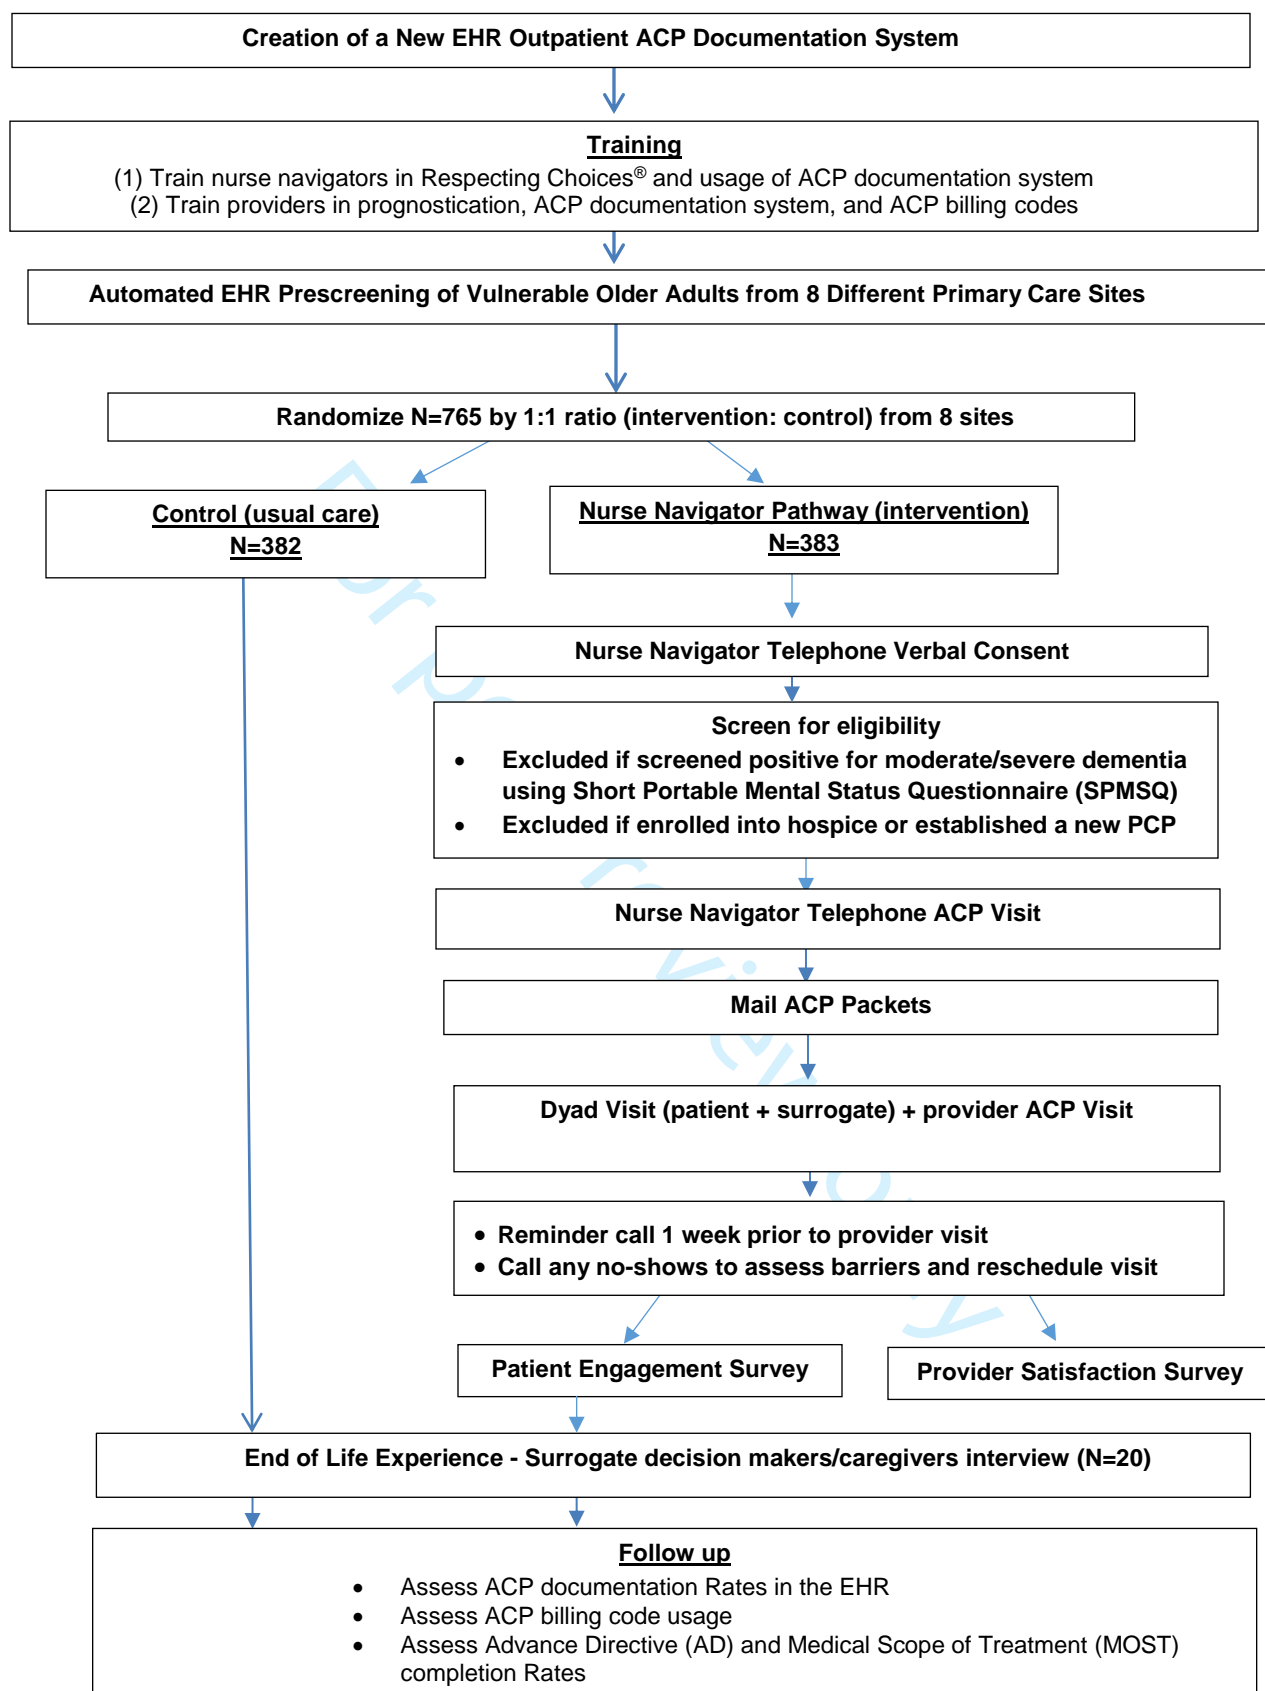 Creation of a New EHR Outpatient ACP Documentation System
Training
(1) Train nurse navigators in Respecting Choices® and usage of ACP documentation system
(2) Train providers in prognostication, ACP documentation system, and ACP billing codes
Automated EHR Prescreening of Vulnerable Older Adults from 8 Different Primary Care Sites
Randomize N=765 by 1:1 ratio (intervention: control) from 8 sites
Control (usual care)
N=382
Nurse Navigator Pathway (intervention)
N=383
Nurse Navigator Telephone Verbal Consent
Screen for eligibility
• Excluded if screened positive for moderate/severe dementia
using Short Portable Mental Status Questionnaire (SPMSQ)
• Excluded if enrolled into hospice or established a new PCP
Nurse Navigator Telephone ACP Visit
Mail ACP Packets
Dyad Visit (patient + surrogate) + provider ACP Visit
• Reminder call 1 week prior to provider visit
• Call any no-shows to assess barriers and reschedule visit
Patient Engagement Survey
Provider Satisfaction Survey
End of Life Experience - Surrogate decision makers/caregivers interview (N=20)
Follow up
• Assess ACP documentation Rates in the EHR
• Assess ACP billing code usage
• Assess Advance Directive (AD) and Medical Scope of Treatment (MOST)
completion Rates
For peer review only